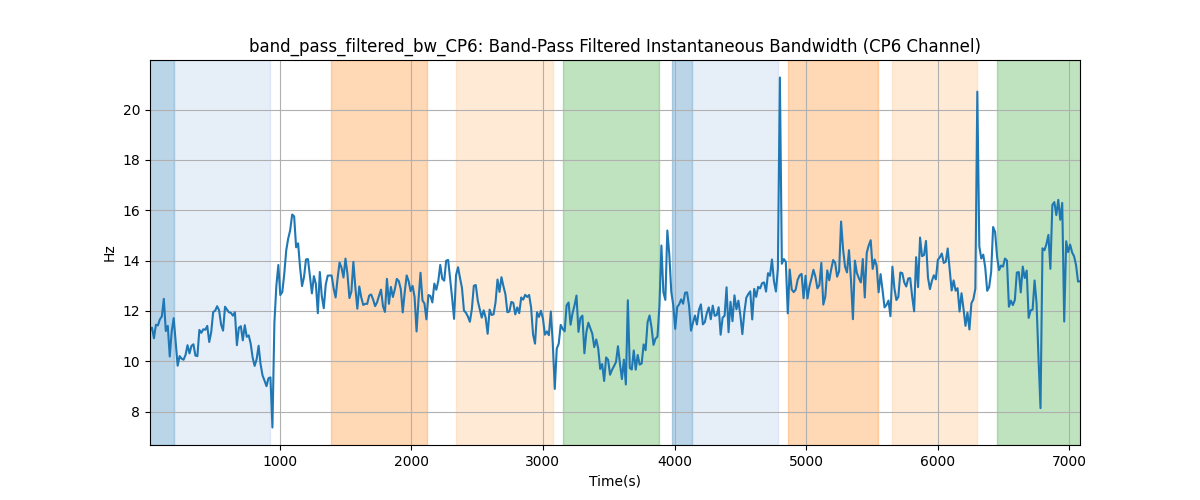 band_pass_filtered_bw_CP6: Band-Pass Filtered Instantaneous Bandwidth (CP6 Channel)
20
18
16
14
12
10
8
Hz
1000 2000 3000 4000 5000 6000 7000
Time(s)